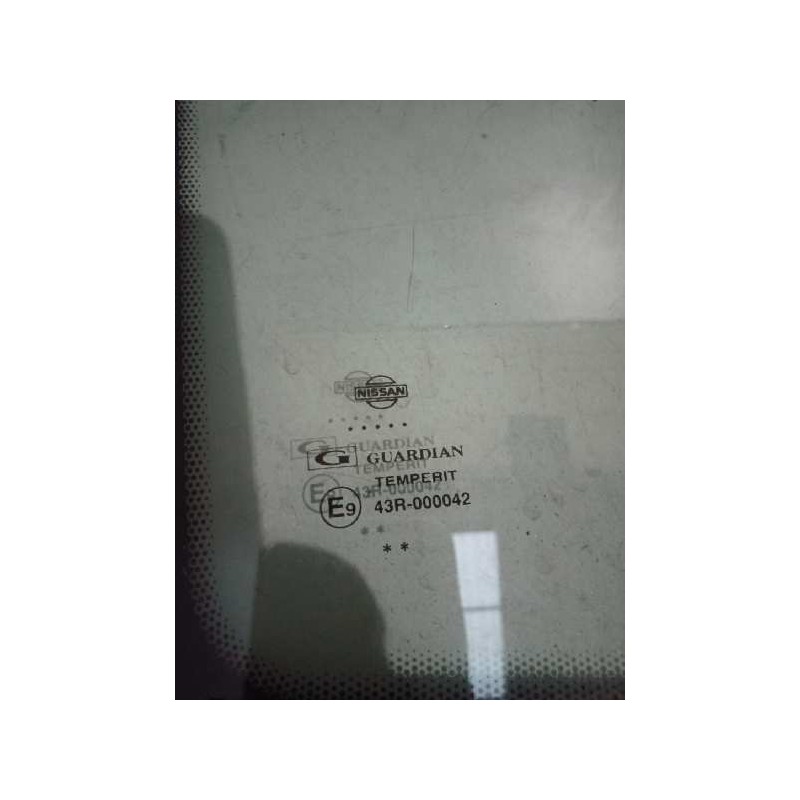 NISSAN
•••••
G GUARDIAN
TEMPERIT
E9 43R-000042
**